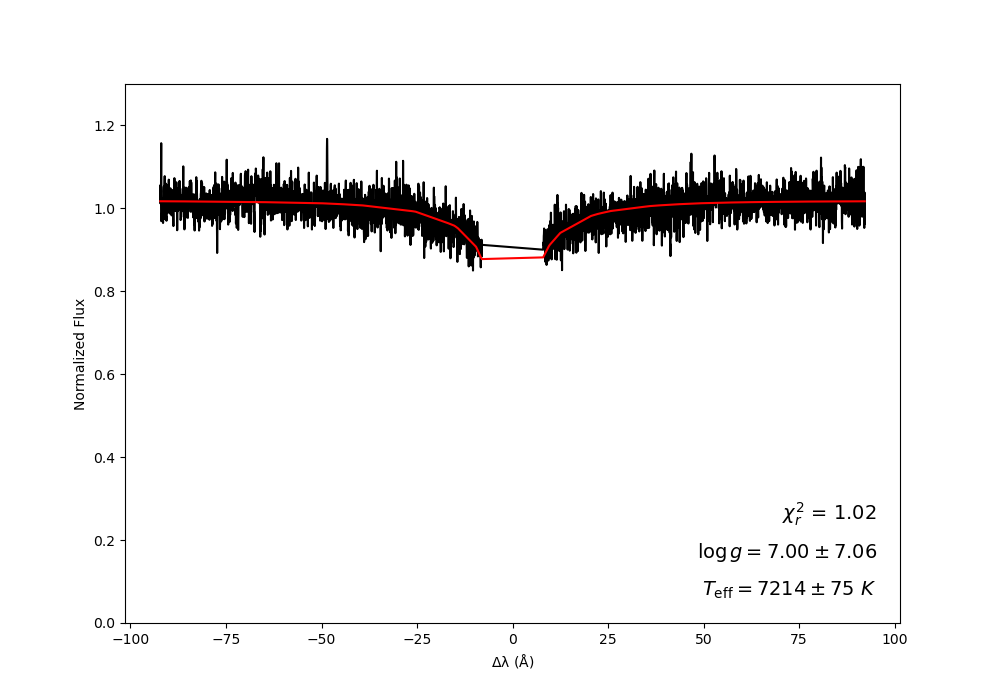 1.2
1.0
0.8
0.6
0.4
0.2
0.0
Normalized Flux
χ²ᵣ = 1.02
log g = 7.00 ± 7.06
T_eff = 7214 ± 75 K
−100 −75 −50 −25 0 25 50 75 100
Δλ (Å)